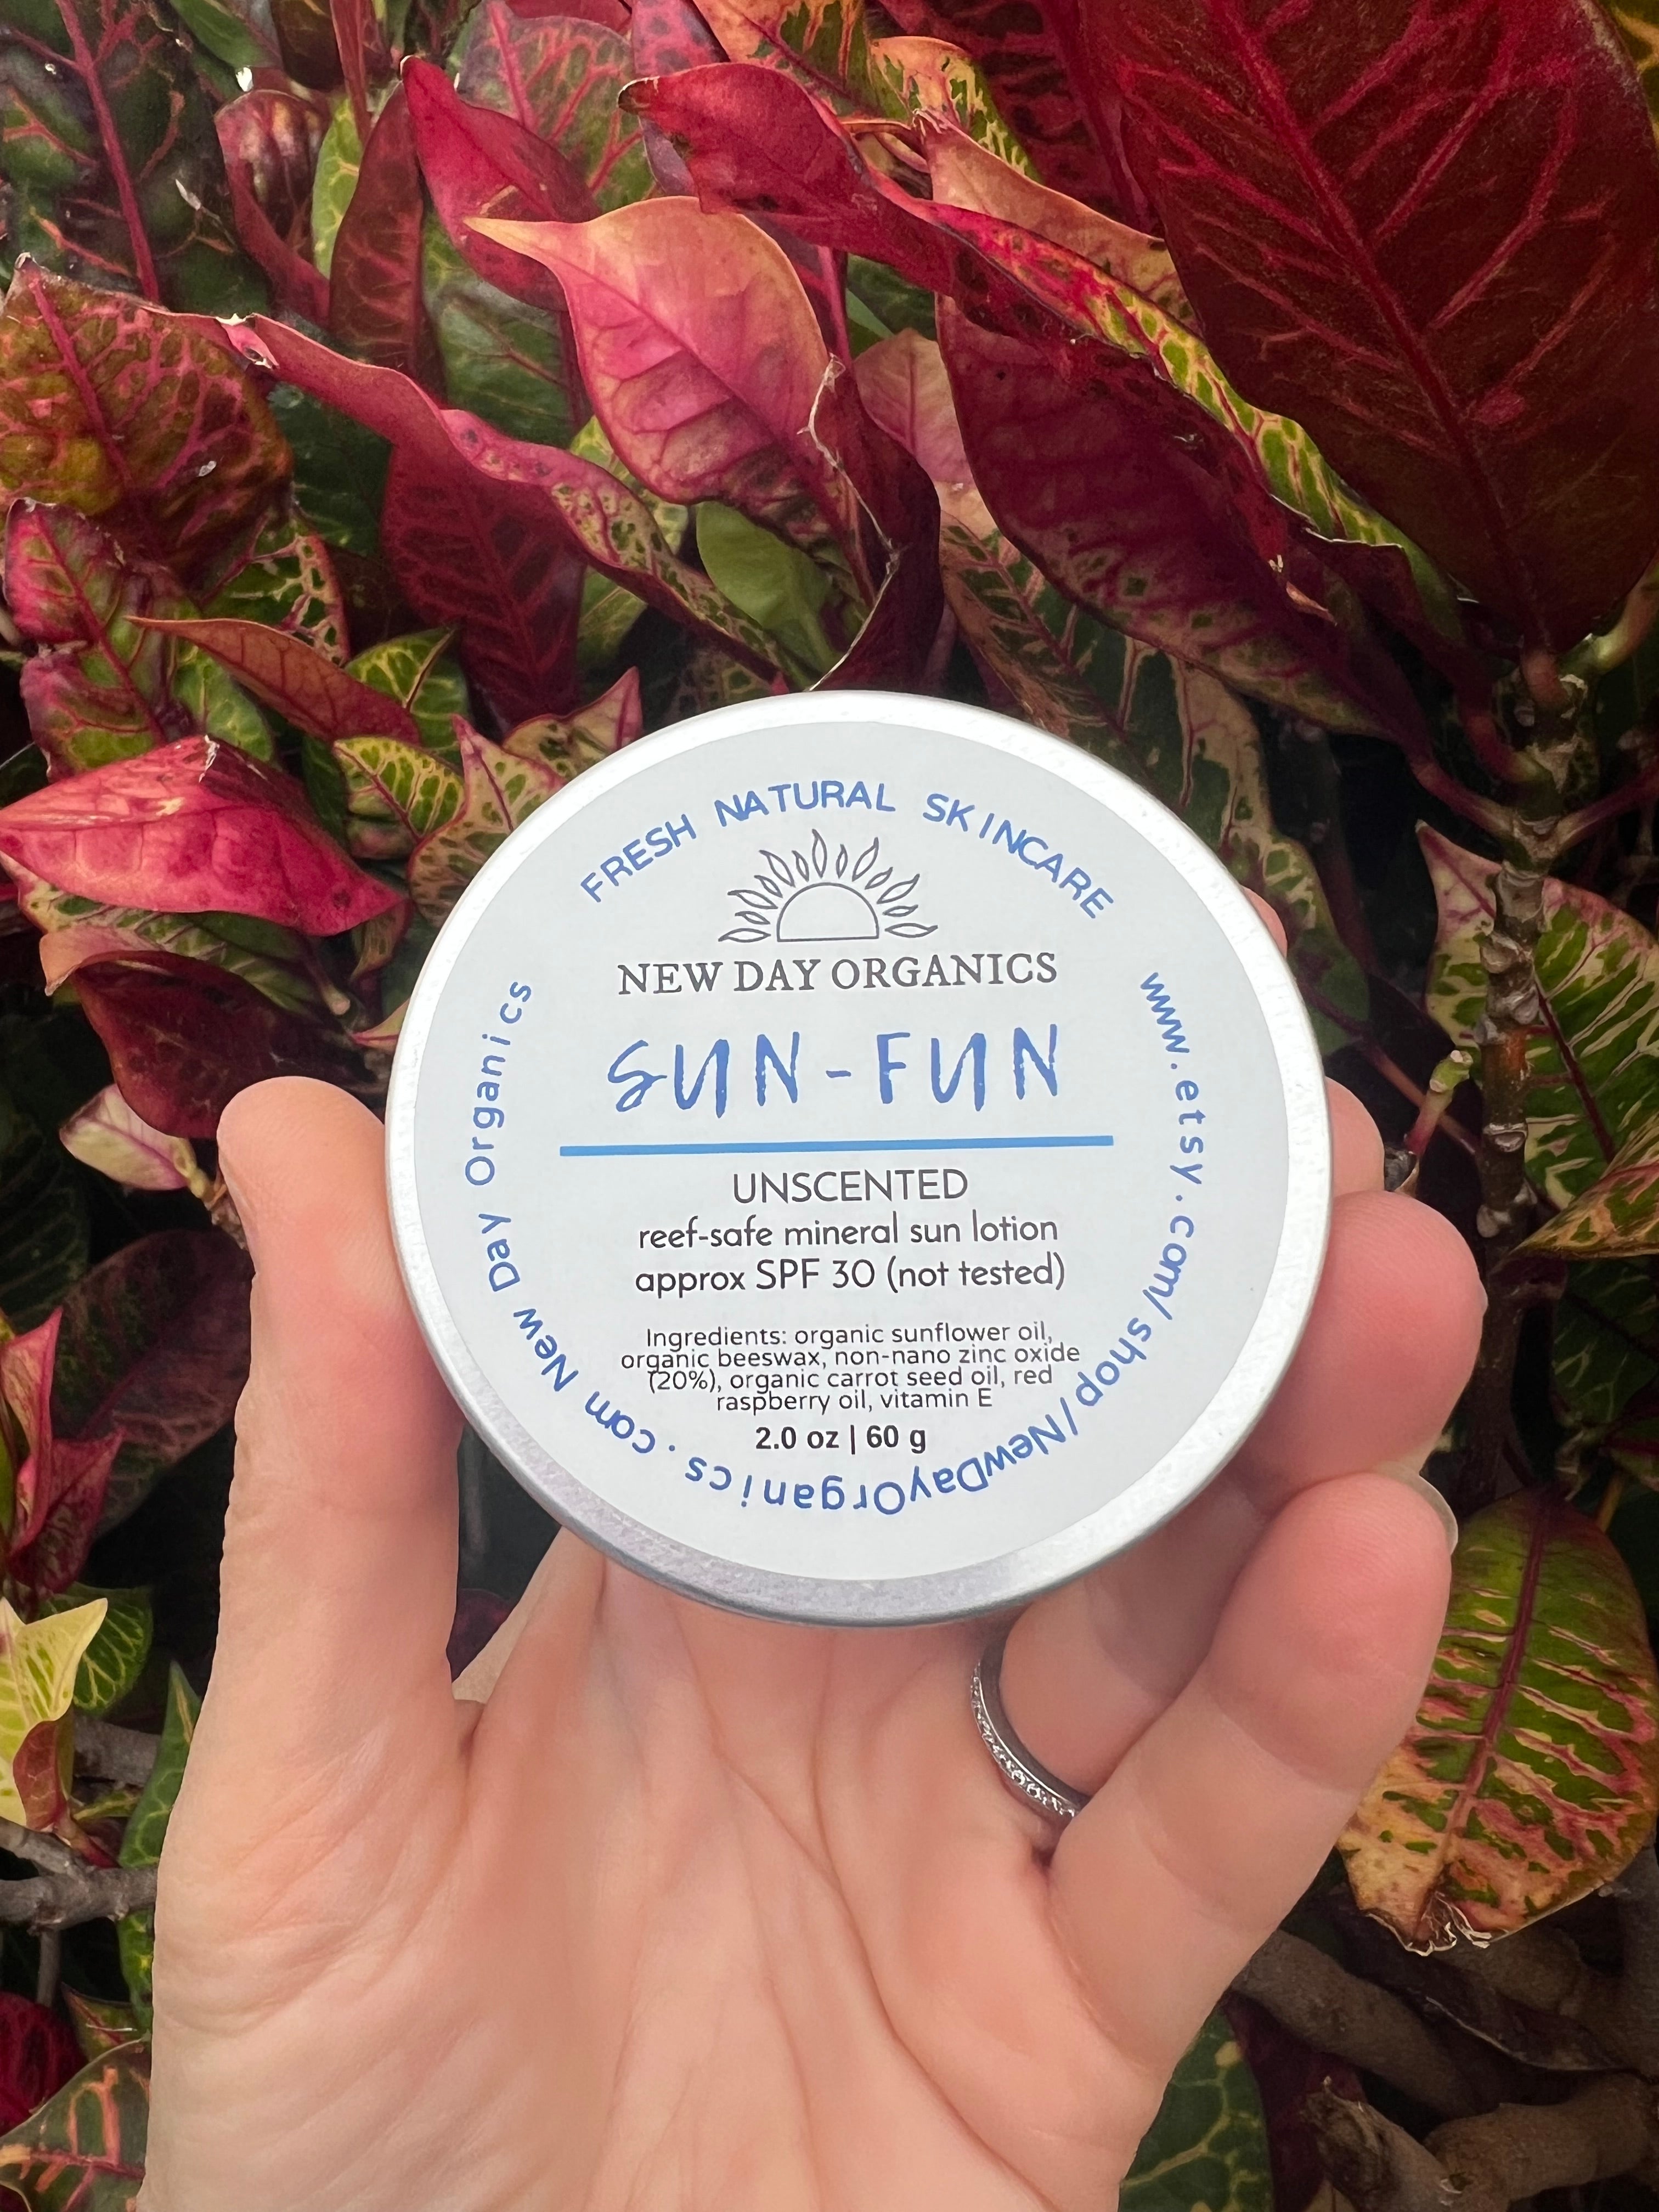 FRESH NATURAL SKINCARE
NEW DAY ORGANICS
SUN-FUN
UNSCENTED
reef-safe mineral sun lotion
approx SPF 30 (not tested)
Ingredients: organic sunflower oil,
organic beeswax, non-nano zinc oxide
(20%), organic carrot seed oil, red
raspberry oil, vitamin E
2.0 oz | 60 g
www.etsy.com/shop/NewDayOrganics.com New Day Organics